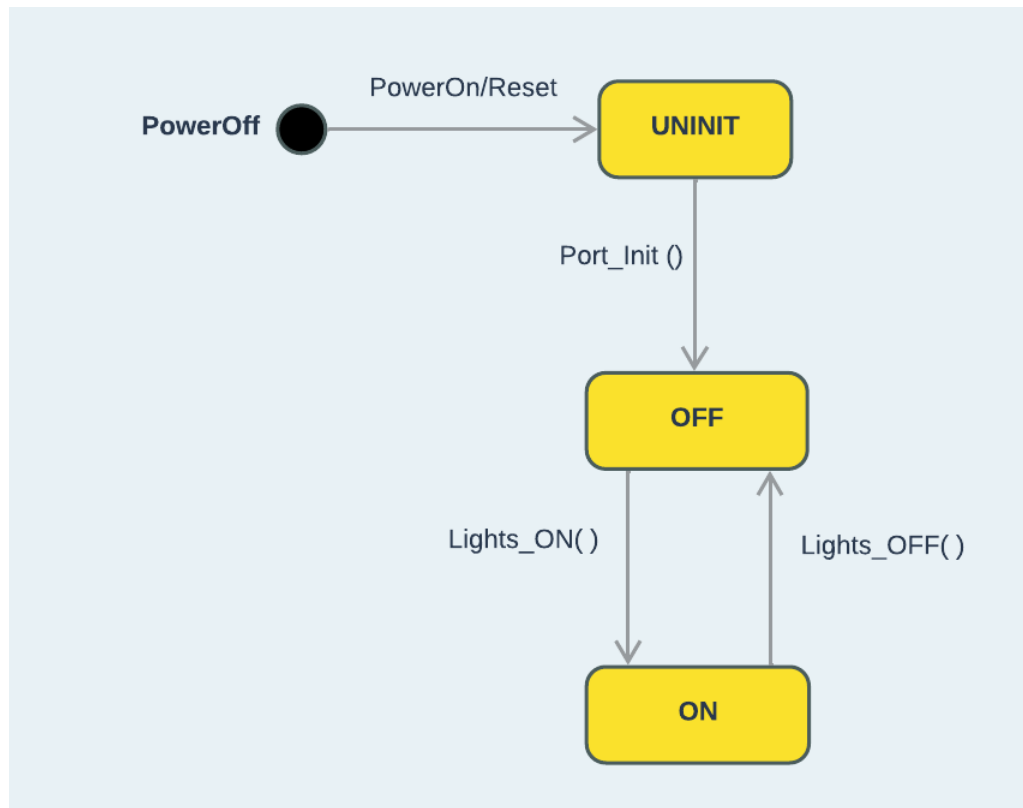 PowerOn/Reset
PowerOff
UNINIT
Port_Init ()
OFF
Lights_ON( )
Lights_OFF( )
ON